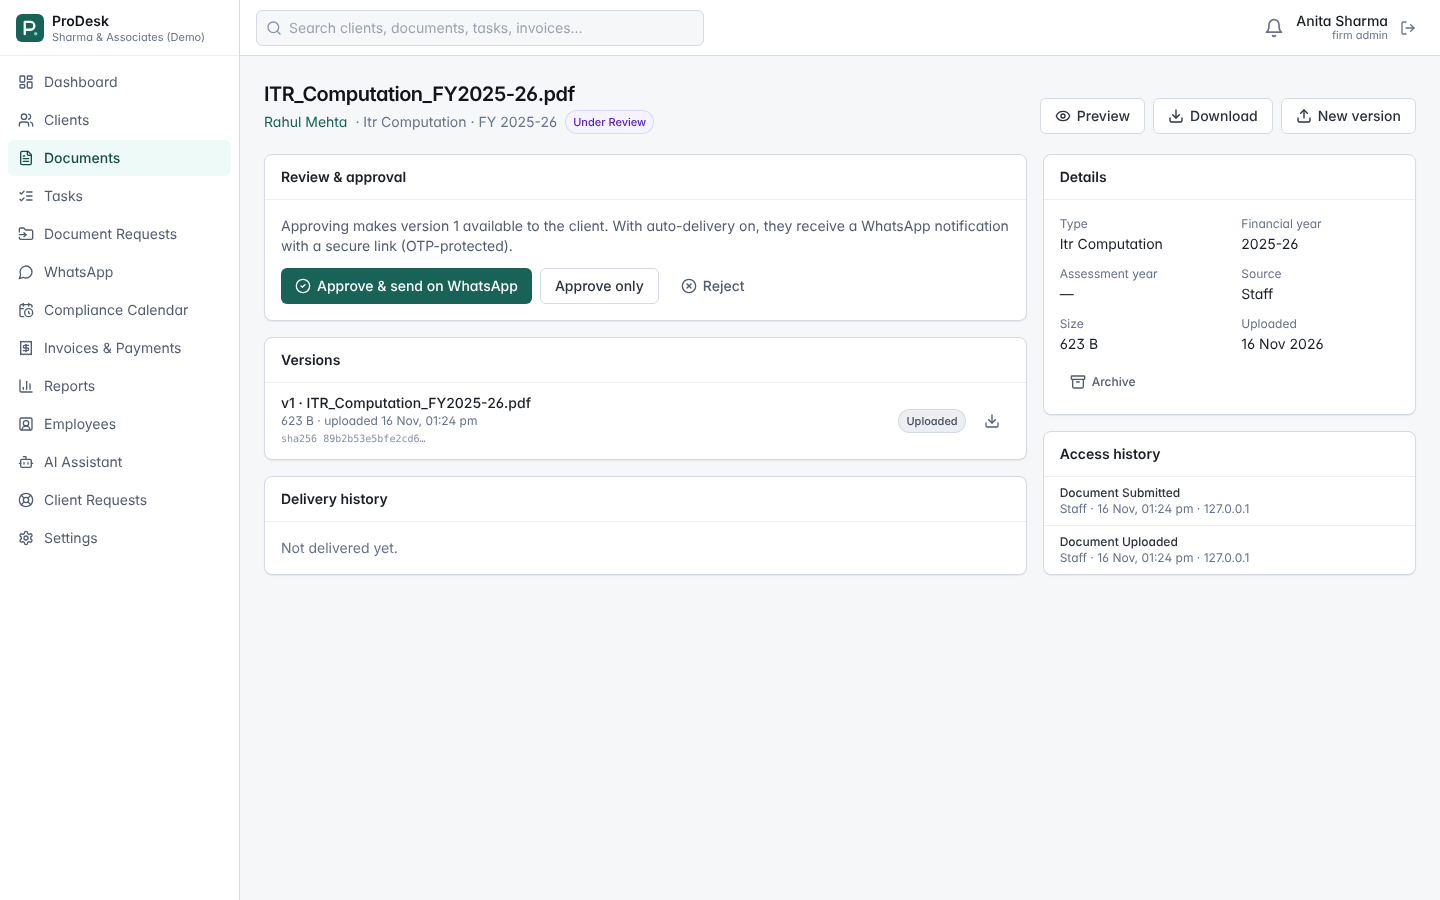 ProDesk
Sharma & Associates (Demo)
Search clients, documents, tasks, invoices...
Anita Sharma
firm admin
Dashboard
Clients
Documents
Tasks
Document Requests
WhatsApp
Compliance Calendar
Invoices & Payments
Reports
Employees
AI Assistant
Client Requests
Settings
ITR_Computation_FY2025-26.pdf
Rahul Mehta · Itr Computation · FY 2025-26 Under Review
Preview
Download
New version
Review & approval
Approving makes version 1 available to the client. With auto-delivery on, they receive a WhatsApp notification
with a secure link (OTP-protected).
Approve & send on WhatsApp
Approve only
Reject
Versions
v1 · ITR_Computation_FY2025-26.pdf
623 B · uploaded 16 Nov, 01:24 pm
sha256 89b2b53e5bfe2cd6…
Uploaded
Delivery history
Not delivered yet.
Details
Type
Itr Computation
Financial year
2025-26
Assessment year
—
Source
Staff
Size
623 B
Uploaded
16 Nov 2026
Archive
Access history
Document Submitted
Staff · 16 Nov, 01:24 pm · 127.0.0.1
Document Uploaded
Staff · 16 Nov, 01:24 pm · 127.0.0.1